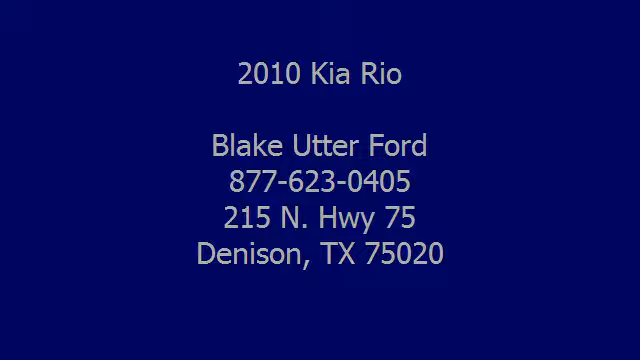 2010 Kia Rio
Blake Utter Ford
877-623-0405
215 N. Hwy 75
Denison, TX 75020